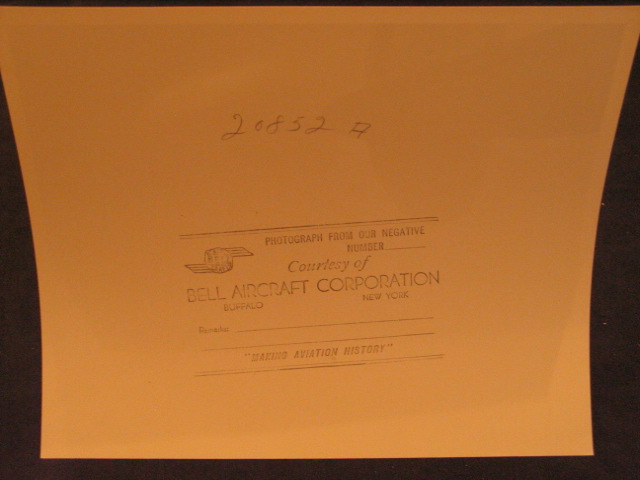 20852 A
PHOTOGRAPH FROM OUR NEGATIVE
NUMBER
Courtesy of
BELL AIRCRAFT CORPORATION
BUFFALO NEW YORK
Remarks
"MAKING AVIATION HISTORY"